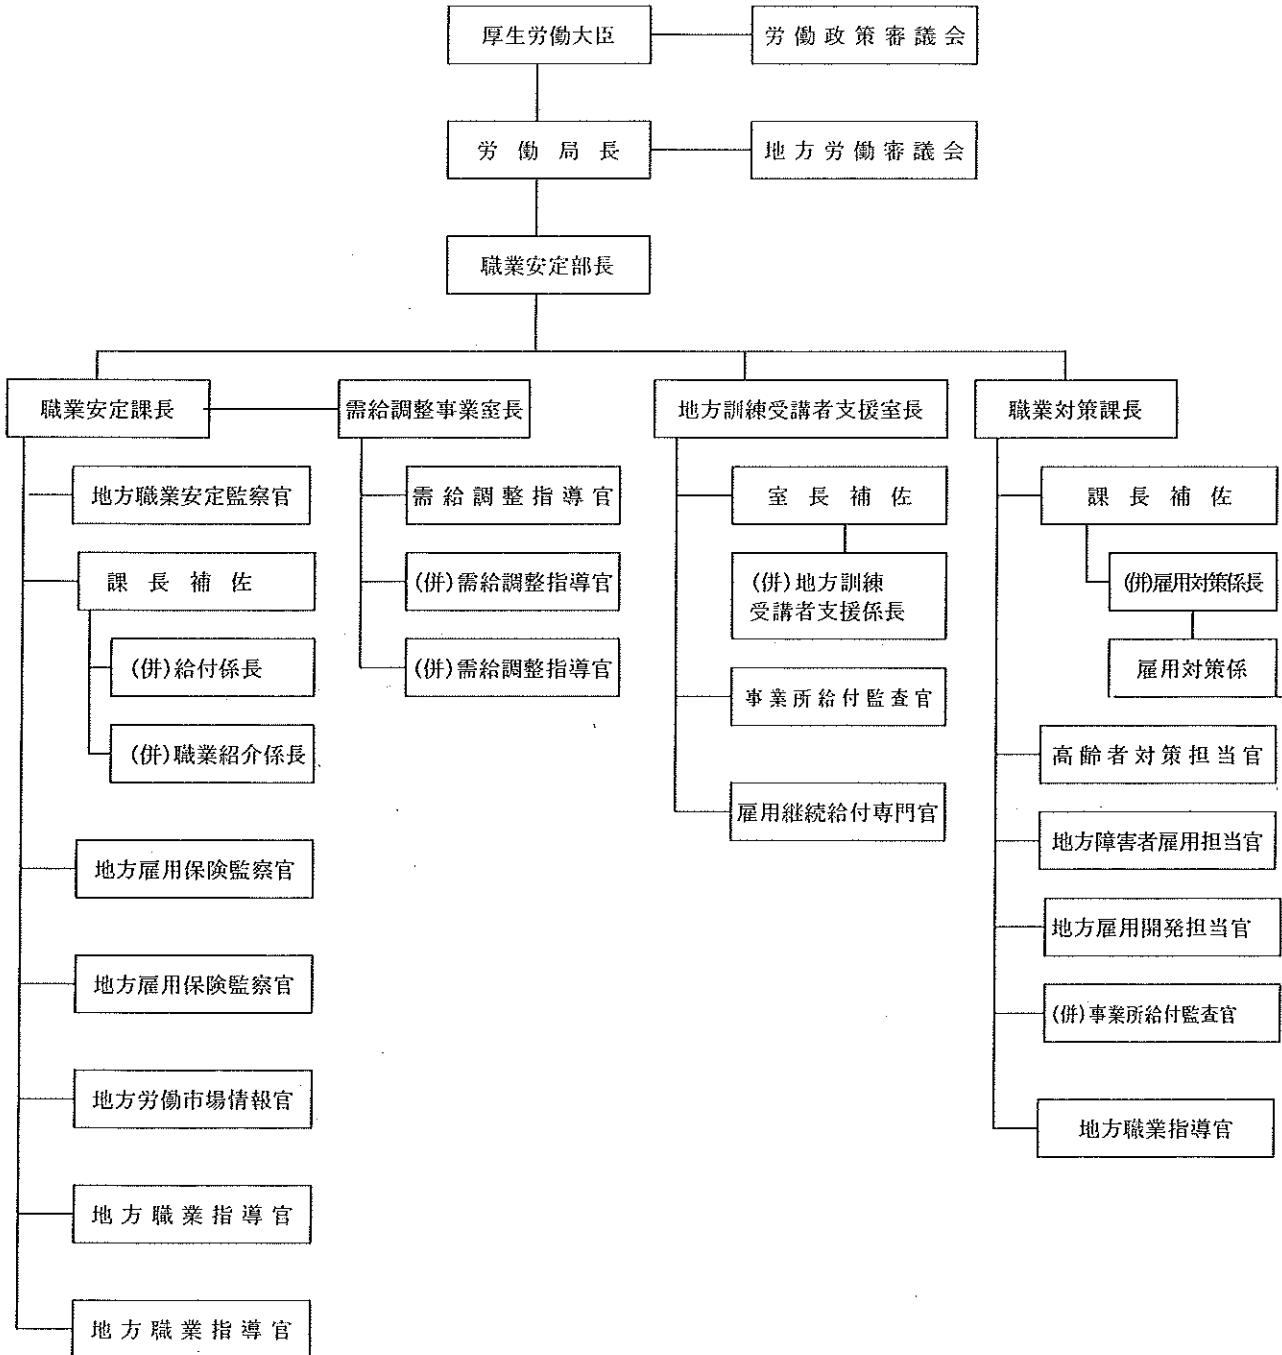 厚生労働大臣
労働政策審議会
労働局長
地方労働審議会
職業安定部長
職業安定課長
地方職業安定監察官
課長補佐
(併)給付係長
(併)職業紹介係長
地方雇用保険監察官
地方雇用保険監察官
地方労働市場情報官
地方職業指導官
地方職業指導官
需給調整事業室長
需給調整指導官
(併)需給調整指導官
(併)需給調整指導官
地方訓練受講者支援室長
室長補佐
(併)地方訓練
受講者支援係長
事業所給付監査官
雇用継続給付専門官
職業対策課長
課長補佐
(併)雇用対策係長
雇用対策係
高齢者対策担当官
地方障害者雇用担当官
地方雇用開発担当官
(併)事業所給付監査官
地方職業指導官